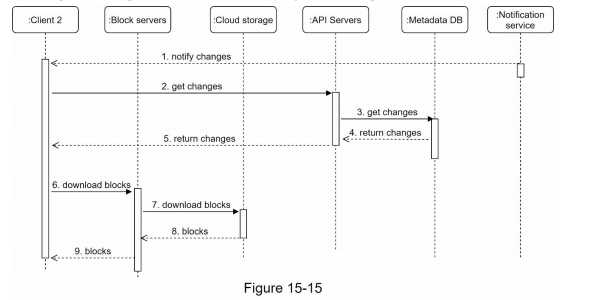 :Client 2
:Block servers
:Cloud storage
:API Servers
:Metadata DB
:Notification
service
1. notify changes
2. get changes
3. get changes
4. return changes
5. return changes
6. download blocks
7. download blocks
8. blocks
9. blocks
Figure 15-15